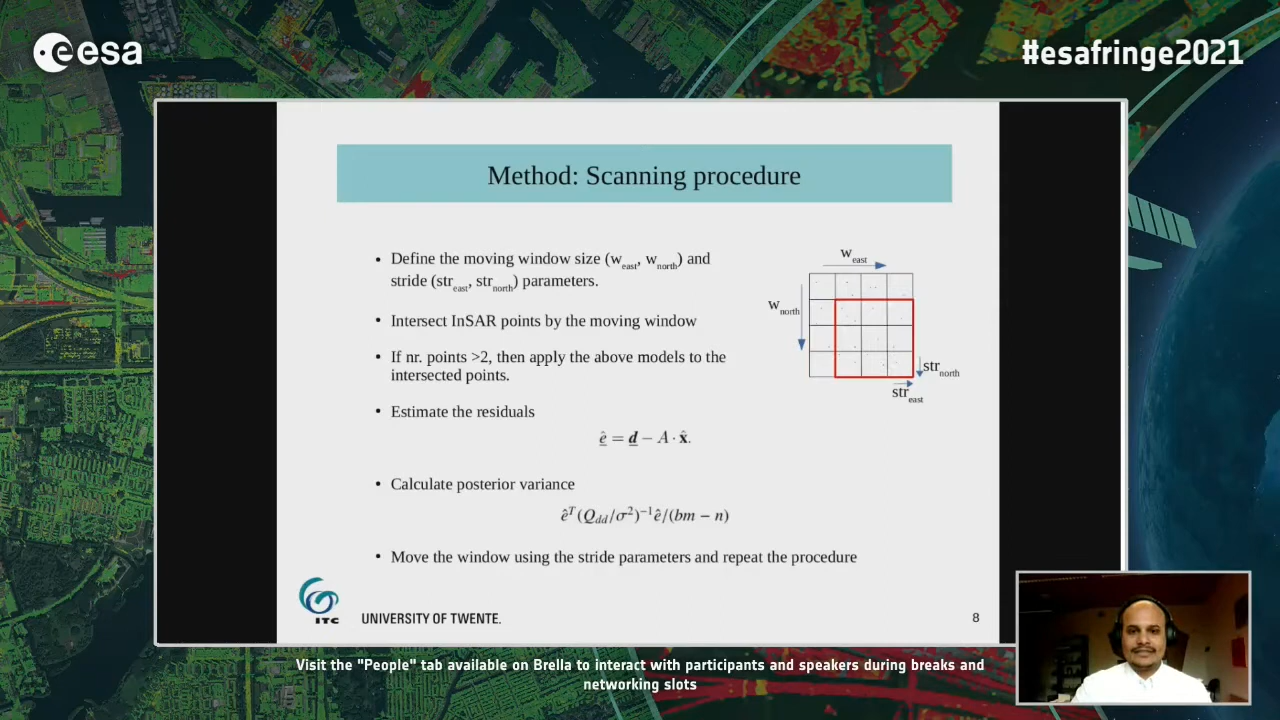 esa
#esafringe2021
Method: Scanning procedure
• Define the moving window size (w_east, w_north) and
stride (str_east, str_north) parameters.
• Intersect InSAR points by the moving window
• If nr. points >2, then apply the above models to the
intersected points.
• Estimate the residuals
ê = d − A · x̂.
• Calculate posterior variance
ê^T(Q_dd/σ²)⁻¹ê/(bm − n)
• Move the window using the stride parameters and repeat the procedure
w_east
w_north
str_north
str_east
ITC
UNIVERSITY OF TWENTE.
8
Visit the "People" tab available on Brella to interact with participants and speakers during breaks and
networking slots